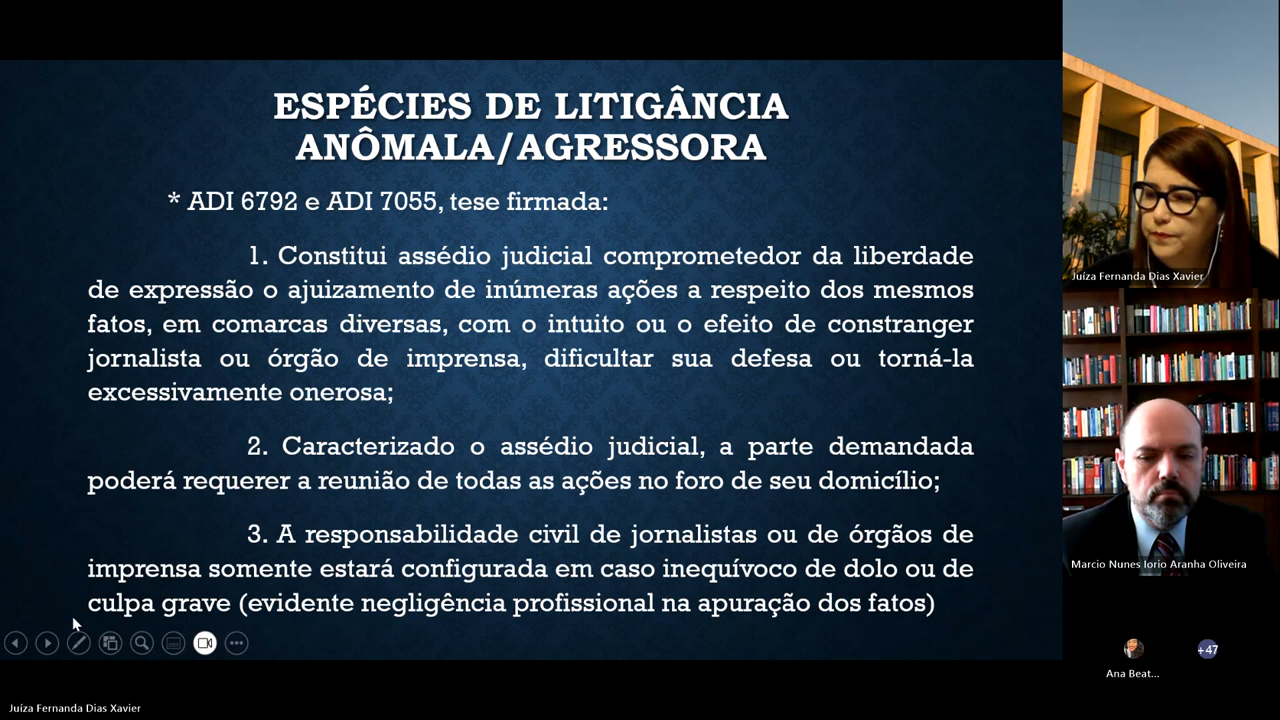 ESPÉCIES DE LITIGÂNCIA
ANÔMALA/AGRESSORA
* ADI 6792 e ADI 7055, tese firmada:
1. Constitui assédio judicial comprometedor da liberdade
de expressão o ajuizamento de inúmeras ações a respeito dos mesmos
fatos, em comarcas diversas, com o intuito ou o efeito de constranger
jornalista ou órgão de imprensa, dificultar sua defesa ou torná-la
excessivamente onerosa;
2. Caracterizado o assédio judicial, a parte demandada
poderá requerer a reunião de todas as ações no foro de seu domicílio;
3. A responsabilidade civil de jornalistas ou de órgãos de
imprensa somente estará configurada em caso inequívoco de dolo ou de
culpa grave (evidente negligência profissional na apuração dos fatos)
Juíza Fernanda Dias Xavier
Marcio Nunes Iorio Aranha Oliveira
Ana Beat...
+47
Juíza Fernanda Dias Xavier